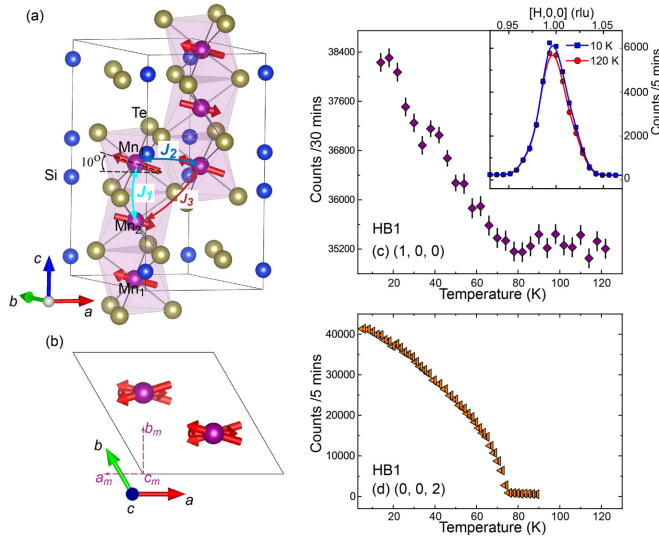 (a)
Te
Mn
J₂
10°
Si
J₁
J₃
Mn₂
Mn₁
c
b
a
(b)
b
bₘ
aₘ
cₘ
c
a
[H,0,0] (rlu)
0.95 1.00 1.05
10 K
120 K
6000
4000
2000
0
Counts /5 mins
38400
37600
36800
36000
35200
Counts /30 mins
HB1
(c) (1, 0, 0)
20 40 60 80 100 120
Temperature (K)
40000
30000
20000
10000
0
Counts /5 mins
HB1
(d) (0, 0, 2)
20 40 60 80 100 120
Temperature (K)